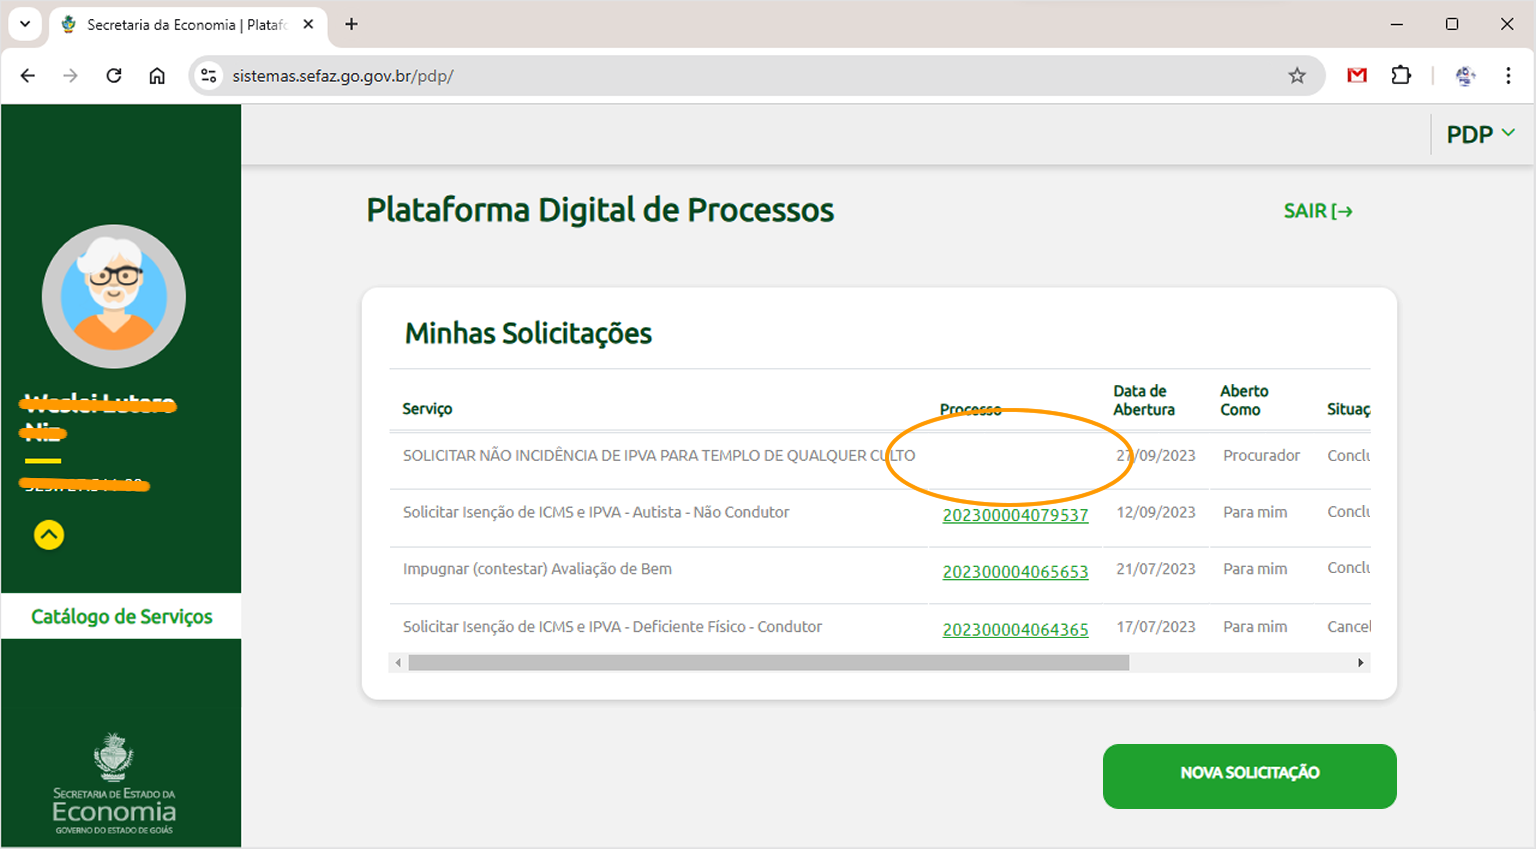 Secretaria da Economia | Plataf
sistemas.sefaz.go.gov.br/pdp/
PDP
Plataforma Digital de Processos
SAIR
Minhas Solicitações
Serviço Processo Data de Abertura Aberto Como Situaç
SOLICITAR NÃO INCIDÊNCIA DE IPVA PARA TEMPLO DE QUALQUER CULTO 27/09/2023 Procurador Conclu
Solicitar Isenção de ICMS e IPVA - Autista - Não Condutor 202300004079537 12/09/2023 Para mim Conclu
Impugnar (contestar) Avaliação de Bem 202300004065653 21/07/2023 Para mim Conclu
Solicitar Isenção de ICMS e IPVA - Deficiente Físico - Condutor 202300004064365 17/07/2023 Para mim Cancel
NOVA SOLICITAÇÃO
Catálogo de Serviços
SECRETARIA DE ESTADO DA
Economia
GOVERNO DO ESTADO DE GOIÁS